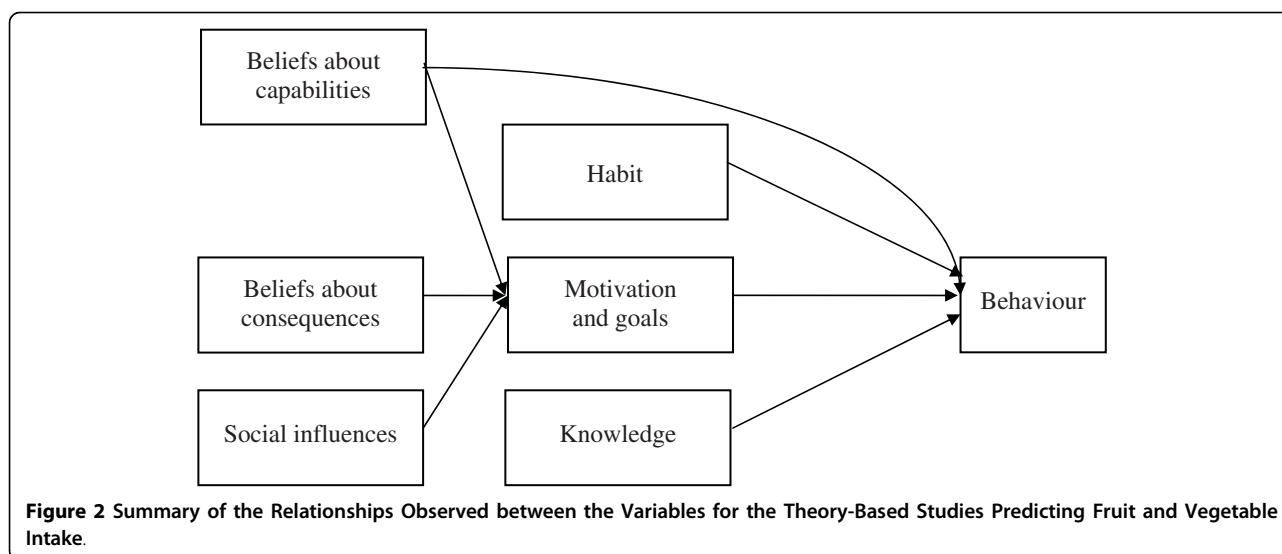 Beliefs about
capabilities
Habit
Beliefs about
consequences
Motivation
and goals
Behaviour
Social influences
Knowledge
Figure 2 Summary of the Relationships Observed between the Variables for the Theory-Based Studies Predicting Fruit and Vegetable
Intake.